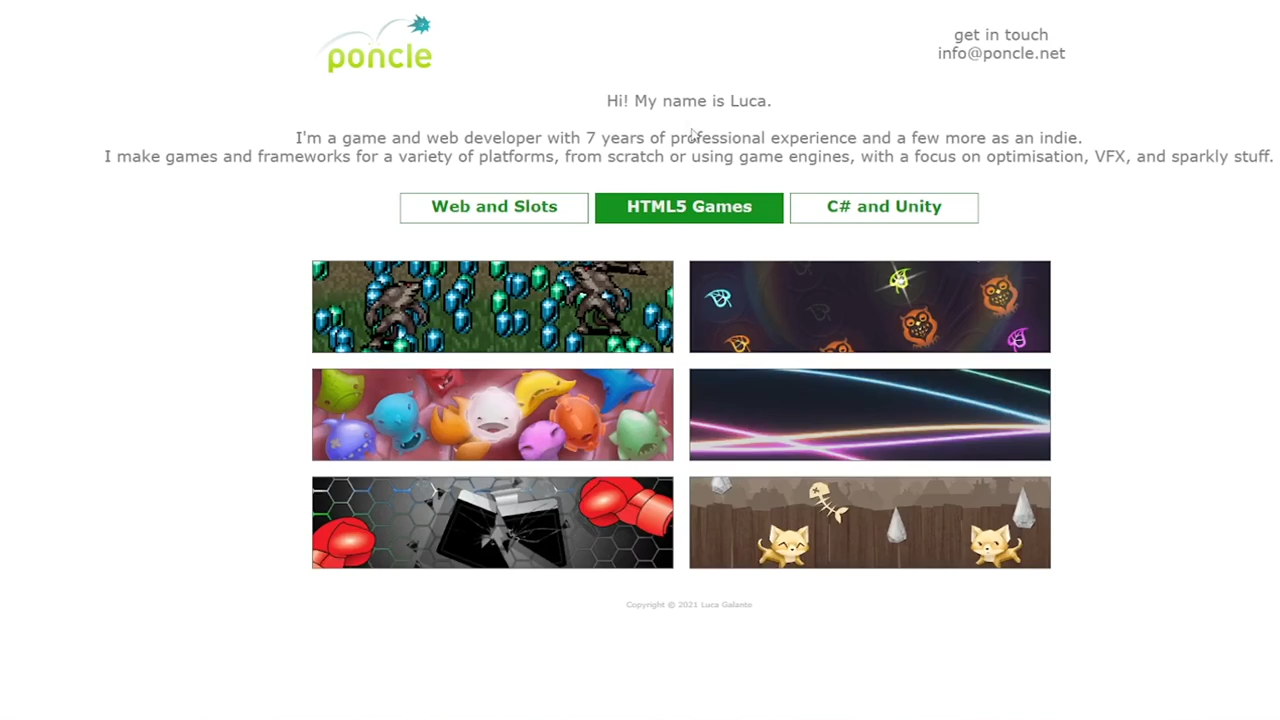 poncle
get in touch
info@poncle.net
Hi! My name is Luca.
I'm a game and web developer with 7 years of professional experience and a few more as an indie.
I make games and frameworks for a variety of platforms, from scratch or using game engines, with a focus on optimisation, VFX, and sparkly stuff.
Web and Slots
HTML5 Games
C# and Unity
Copyright © 2021 Luca Galante